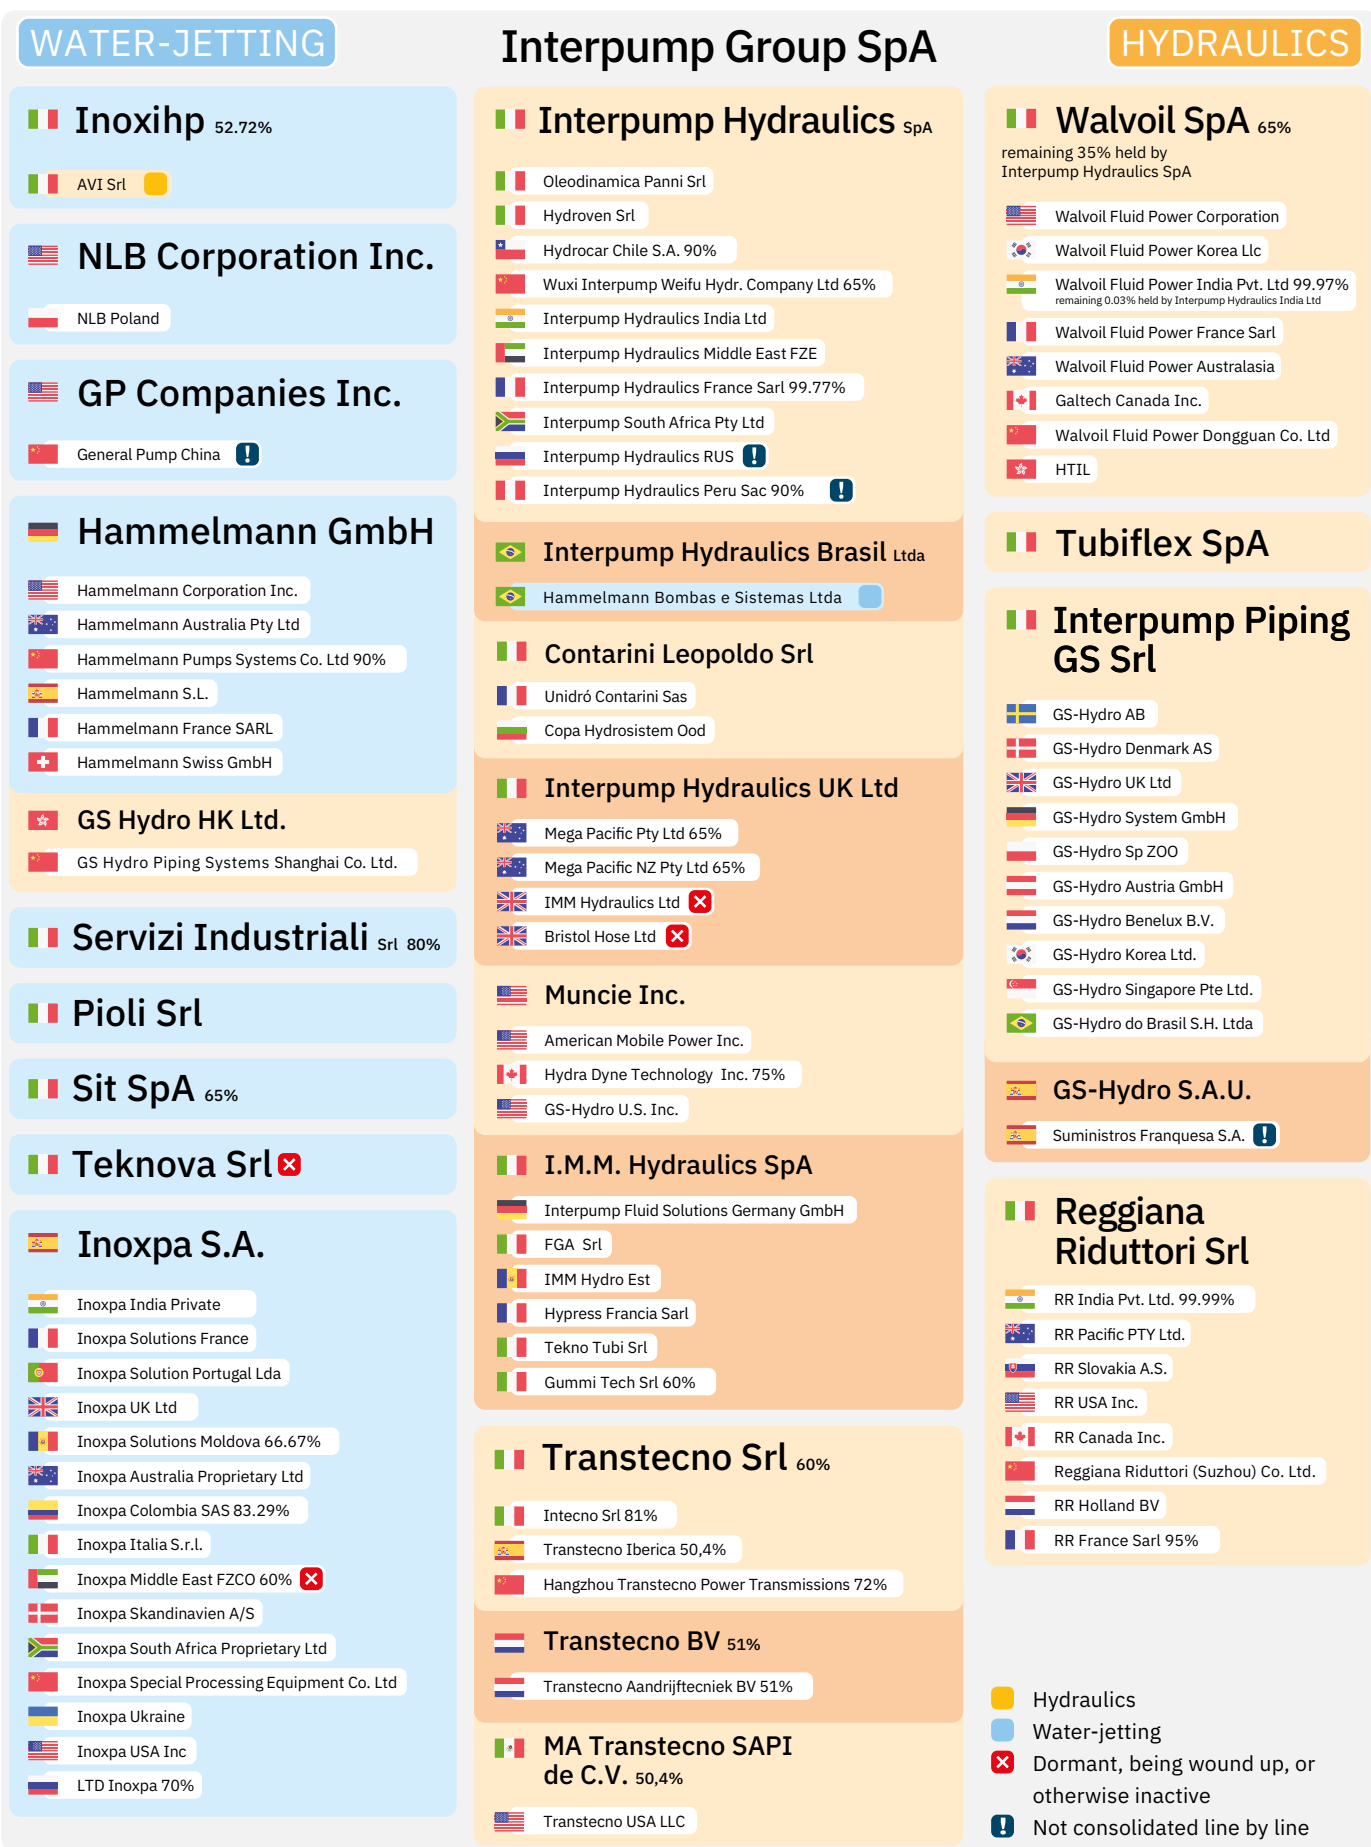 WATER-JETTING
Interpump Group SpA
HYDRAULICS
Inoxihp 52.72%
AVI Srl
NLB Corporation Inc.
NLB Poland
GP Companies Inc.
General Pump China
Hammelmann GmbH
Hammelmann Corporation Inc.
Hammelmann Australia Pty Ltd
Hammelmann Pumps Systems Co. Ltd 90%
Hammelmann S.L.
Hammelmann France SARL
Hammelmann Swiss GmbH
GS Hydro HK Ltd.
GS Hydro Piping Systems Shanghai Co. Ltd.
Servizi Industriali Srl 80%
Pioli Srl
Sit SpA 65%
Teknova Srl
Inoxpa S.A.
Inoxpa India Private
Inoxpa Solutions France
Inoxpa Solution Portugal Lda
Inoxpa UK Ltd
Inoxpa Solutions Moldova 66.67%
Inoxpa Australia Proprietary Ltd
Inoxpa Colombia SAS 83.29%
Inoxpa Italia S.r.l.
Inoxpa Middle East FZCO 60%
Inoxpa Skandinavien A/S
Inoxpa South Africa Proprietary Ltd
Inoxpa Special Processing Equipment Co. Ltd
Inoxpa Ukraine
Inoxpa USA Inc
LTD Inoxpa 70%
Interpump Hydraulics SpA
Oleodinamica Panni Srl
Hydroven Srl
Hydrocar Chile S.A. 90%
Wuxi Interpump Weifu Hydr. Company Ltd 65%
Interpump Hydraulics India Ltd
Interpump Hydraulics Middle East FZE
Interpump Hydraulics France Sarl 99.77%
Interpump South Africa Pty Ltd
Interpump Hydraulics RUS
Interpump Hydraulics Peru Sac 90%
Interpump Hydraulics Brasil Ltda
Hammelmann Bombas e Sistemas Ltda
Contarini Leopoldo Srl
Unidró Contarini Sas
Copa Hydrosistem Ood
Interpump Hydraulics UK Ltd
Mega Pacific Pty Ltd 65%
Mega Pacific NZ Pty Ltd 65%
IMM Hydraulics Ltd
Bristol Hose Ltd
Muncie Inc.
American Mobile Power Inc.
Hydra Dyne Technology Inc. 75%
GS-Hydro U.S. Inc.
I.M.M. Hydraulics SpA
Interpump Fluid Solutions Germany GmbH
FGA Srl
IMM Hydro Est
Hypress Francia Sarl
Tekno Tubi Srl
Gummi Tech Srl 60%
Transtecno Srl 60%
Intecno Srl 81%
Transtecno Iberica 50,4%
Hangzhou Transtecno Power Transmissions 72%
Transtecno BV 51%
Transtecno Aandrijftecniek BV 51%
MA Transtecno SAPI
de C.V. 50,4%
Transtecno USA LLC
Walvoil SpA 65%
remaining 35% held by
Interpump Hydraulics SpA
Walvoil Fluid Power Corporation
Walvoil Fluid Power Korea Llc
Walvoil Fluid Power India Pvt. Ltd 99.97%
remaining 0.03% held by Interpump Hydraulics India Ltd
Walvoil Fluid Power France Sarl
Walvoil Fluid Power Australasia
Galtech Canada Inc.
Walvoil Fluid Power Dongguan Co. Ltd
HTIL
Tubiflex SpA
Interpump Piping
GS Srl
GS-Hydro AB
GS-Hydro Denmark AS
GS-Hydro UK Ltd
GS-Hydro System GmbH
GS-Hydro Sp ZOO
GS-Hydro Austria GmbH
GS-Hydro Benelux B.V.
GS-Hydro Korea Ltd.
GS-Hydro Singapore Pte Ltd.
GS-Hydro do Brasil S.H. Ltda
GS-Hydro S.A.U.
Suministros Franquesa S.A.
Reggiana
Riduttori Srl
RR India Pvt. Ltd. 99.99%
RR Pacific PTY Ltd.
RR Slovakia A.S.
RR USA Inc.
RR Canada Inc.
Reggiana Riduttori (Suzhou) Co. Ltd.
RR Holland BV
RR France Sarl 95%
Hydraulics
Water-jetting
Dormant, being wound up, or
otherwise inactive
Not consolidated line by line